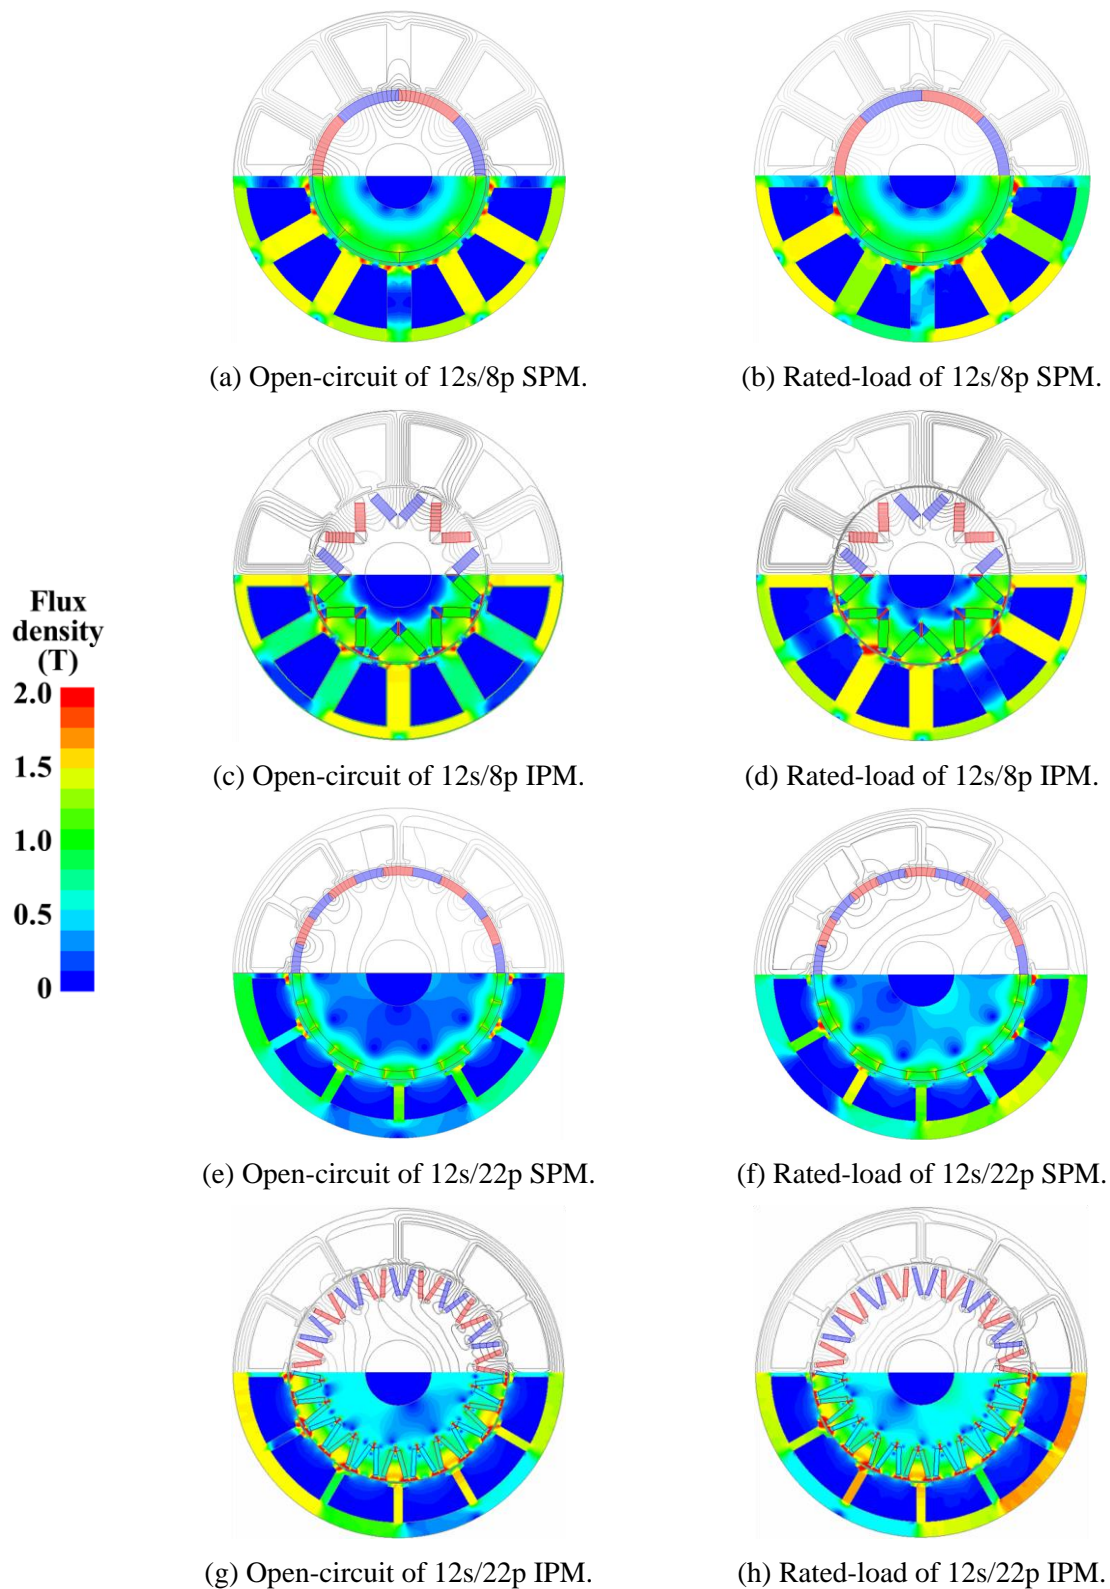 (a) Open-circuit of 12s/8p SPM.
(b) Rated-load of 12s/8p SPM.
(c) Open-circuit of 12s/8p IPM.
(d) Rated-load of 12s/8p IPM.
Flux
density
(T)
2.0
1.5
1.0
0.5
0
(e) Open-circuit of 12s/22p SPM.
(f) Rated-load of 12s/22p SPM.
(g) Open-circuit of 12s/22p IPM.
(h) Rated-load of 12s/22p IPM.